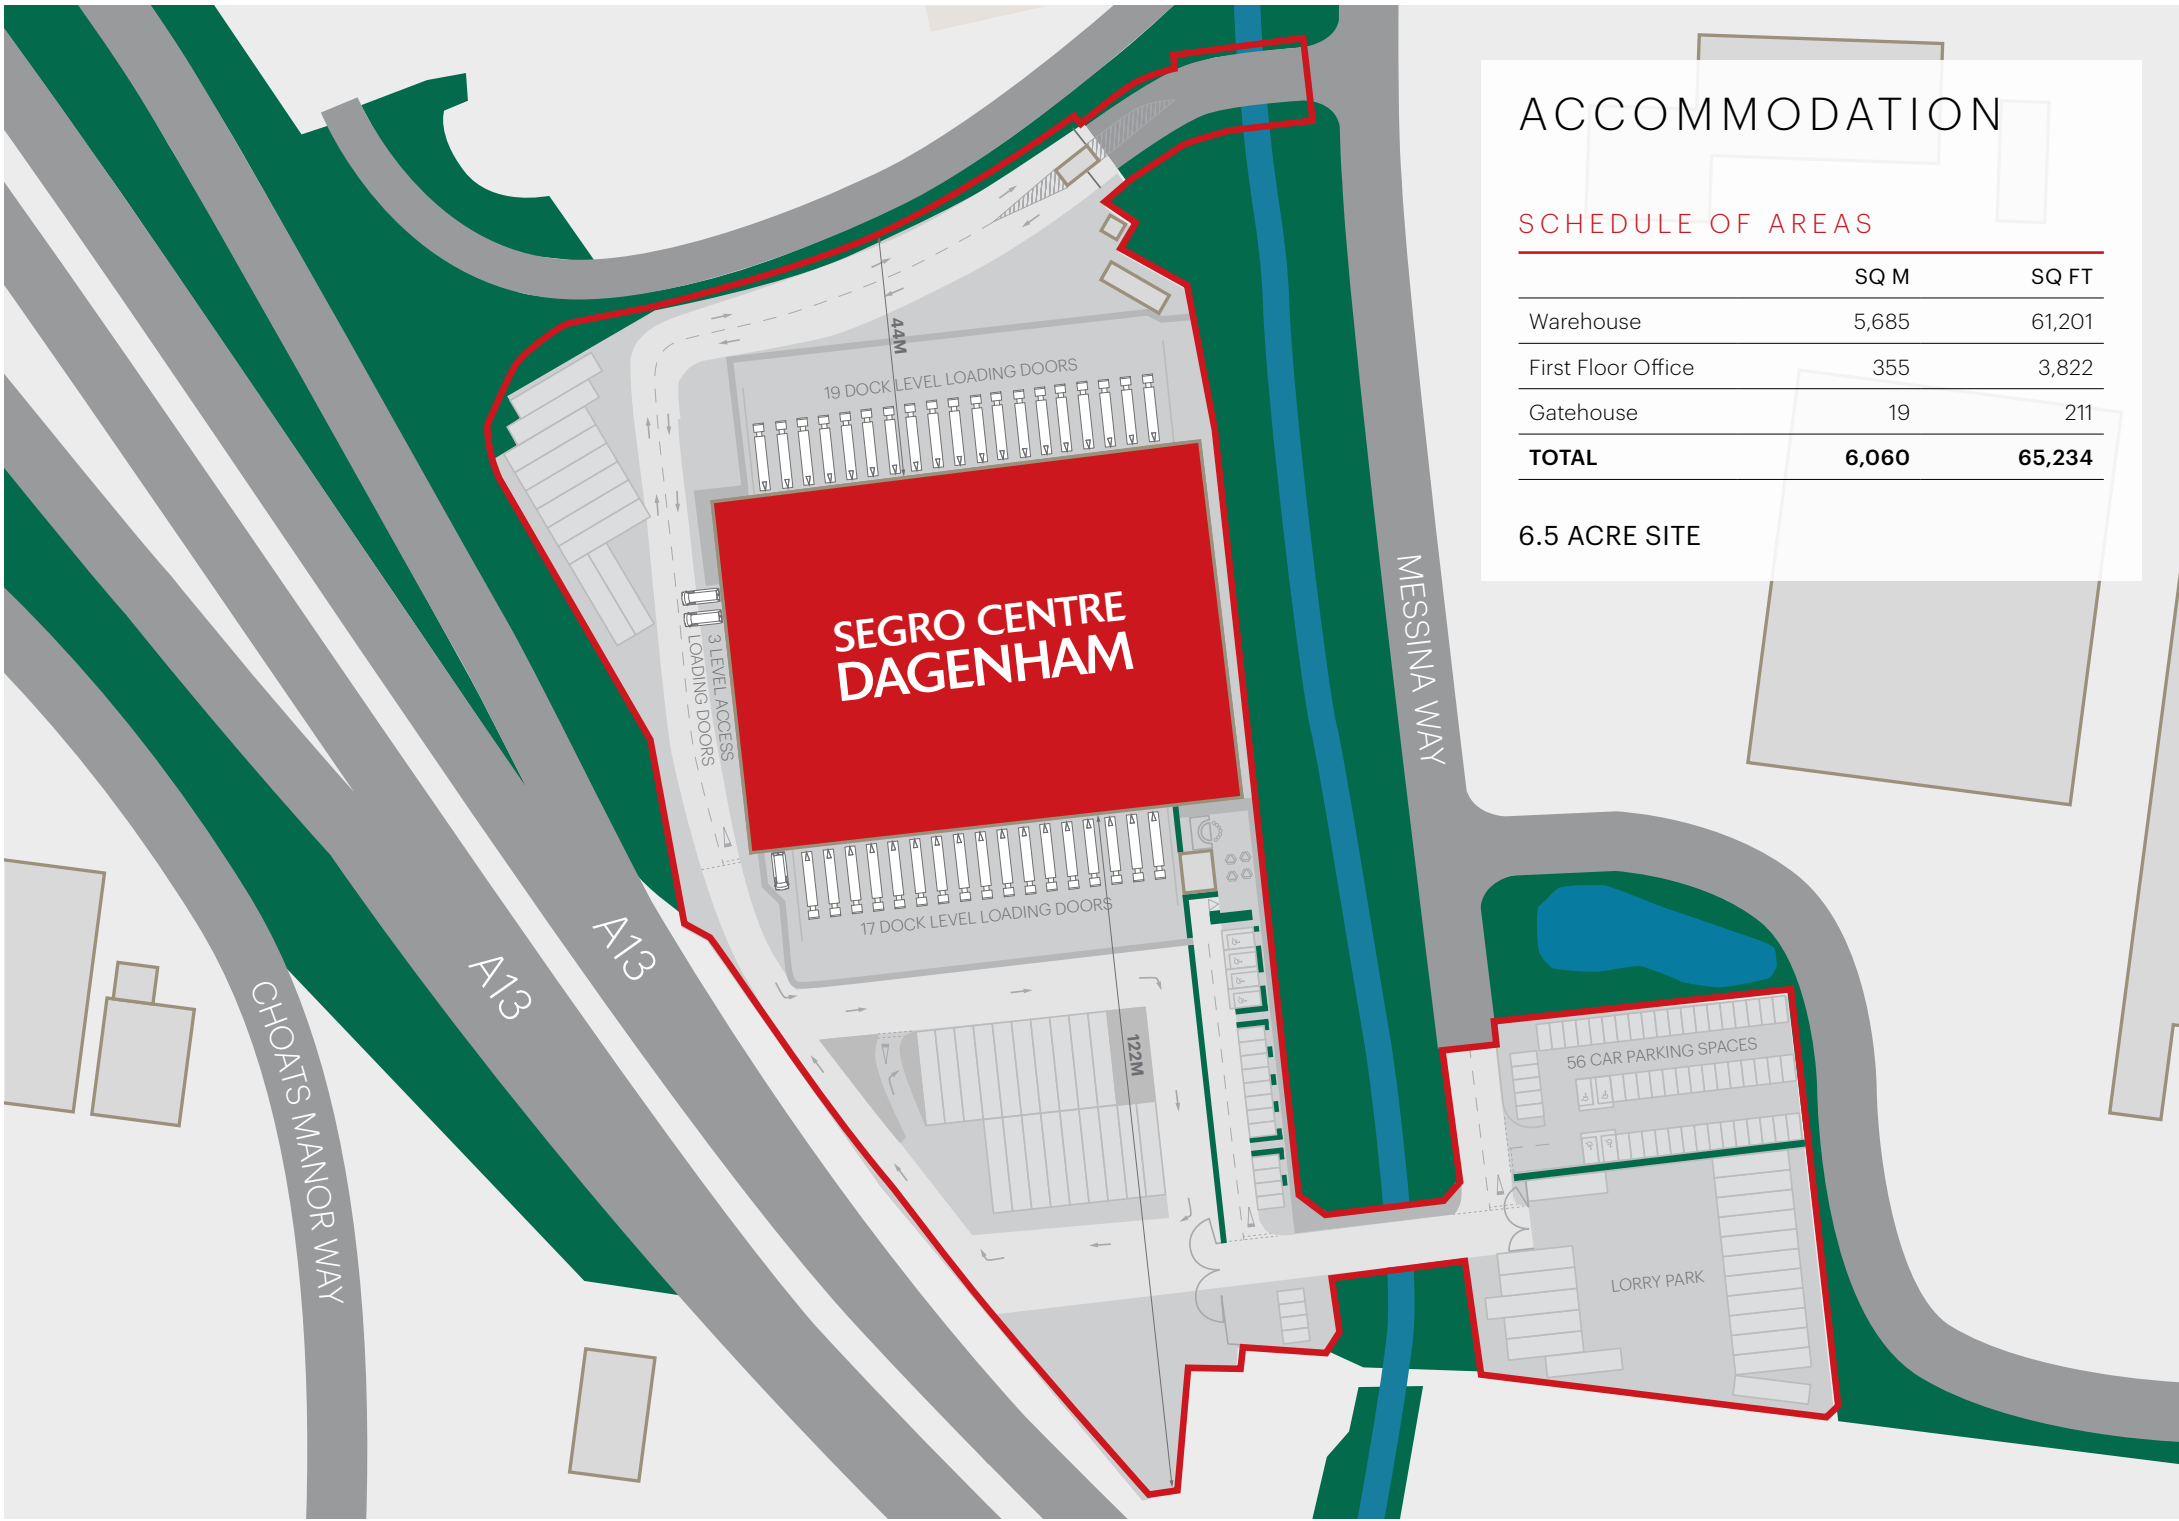 ACCOMMODATION
SCHEDULE OF AREAS
SQ M SQ FT
Warehouse 5,685 61,201
First Floor Office 355 3,822
Gatehouse 19 211
TOTAL 6,060 65,234
6.5 ACRE SITE
44M
19 DOCK LEVEL LOADING DOORS
SEGRO CENTRE
DAGENHAM
3 LEVEL ACCESS
LOADING DOORS
MESSINA WAY
17 DOCK LEVEL LOADING DOORS
A13
A13
CHOATS MANOR WAY
122M
56 CAR PARKING SPACES
LORRY PARK